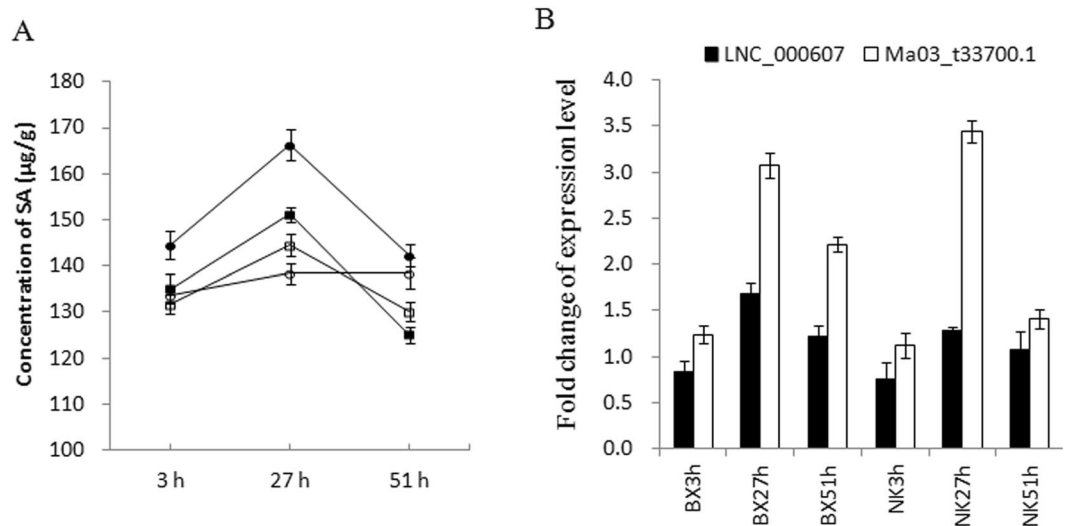 A
Concentration of SA (µg/g)
180
170
160
150
140
130
120
110
100
3 h
27 h
51 h
B
LNC_000607
Ma03_t33700.1
Fold change of expression level
4.0
3.5
3.0
2.5
2.0
1.5
1.0
0.5
0.0
BX3h
BX27h
BX51h
NK3h
NK27h
NK51h